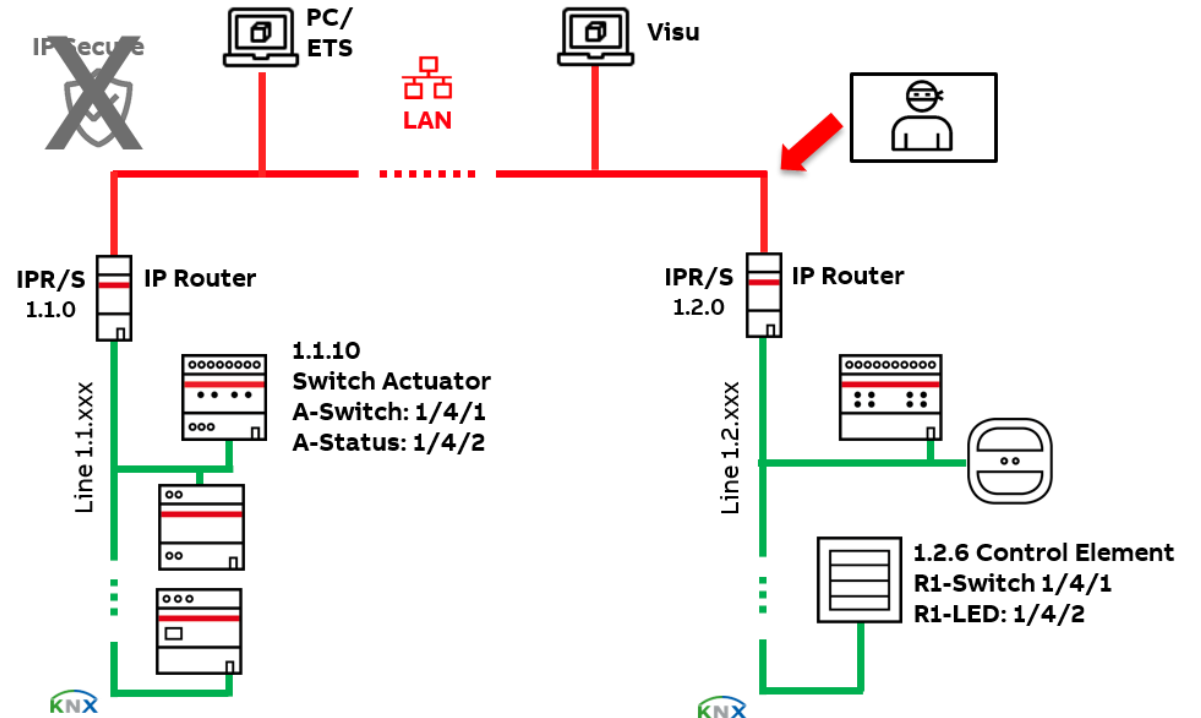 IP Secure
PC/
ETS
Visu
LAN
IPR/S
1.1.0
IP Router
IPR/S
1.2.0
IP Router
1.1.10
Switch Actuator
A-Switch: 1/4/1
A-Status: 1/4/2
Line 1.1.xxx
Line 1.2.xxx
1.2.6 Control Element
R1-Switch 1/4/1
R1-LED: 1/4/2
KNX
KNX